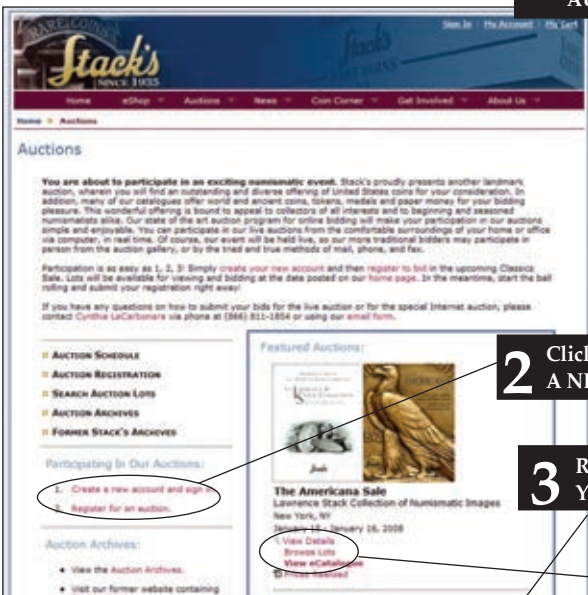 RARE COINS
Stack's
SINCE 1935
Sign In | My Account | My Cart
Home eShop Auctions News Coin Corner Get Involved About Us
Home Auctions
Auctions
You are about to participate in an exciting numismatic event. Stack's proudly presents another landmark
auction, wherein you will find an outstanding and diverse offering of United States coins for your consideration. In
addition, many of our catalogues offer world and ancient coins, tokens, medals and paper money for your bidding
pleasure. This wonderful offering is bound to appeal to collectors of all interests and to beginning and seasoned
numismatists alike. Our state of the art auction program for online bidding will make your participation in our auctions
simple and enjoyable. You can participate in our live auctions from the comfortable surroundings of your home or office
via computer, in real time. Of course, our event will be held live, so our more traditional bidders may participate in
person from the auction gallery, or by the tried and true methods of mail, phone, and fax.
Participation is as easy as 1, 2, 3! Simply create your new account and then register to bid in the upcoming Classics
Sale. Lots will be available for viewing and bidding at the date posted on our home page. In the meantime, start the ball
rolling and submit your registration right away!
If you have any questions on how to submit your bids for the live auction or for the special Internet auction, please
contact Cynthia LaCarbonara via phone at (866) 811-1804 or using our email form.
AUCTION SCHEDULE
AUCTION REGISTRATION
SEARCH AUCTION LOTS
AUCTION ARCHIVES
FORMER STACK'S ARCHIVES
Participating In Our Auctions:
1. Create a new account and sign in.
2. Register for an auction.
Auction Archives:
• View the Auction Archives.
• Visit our former website containing
Featured Auctions:
The Americana Sale
Lawrence Stack Collection of Numismatic Images
New York, NY
January 16, 2008
View Details
Browse Lots
View eCatalogue
Prices Realized
2 Click
A N
3 R
Y